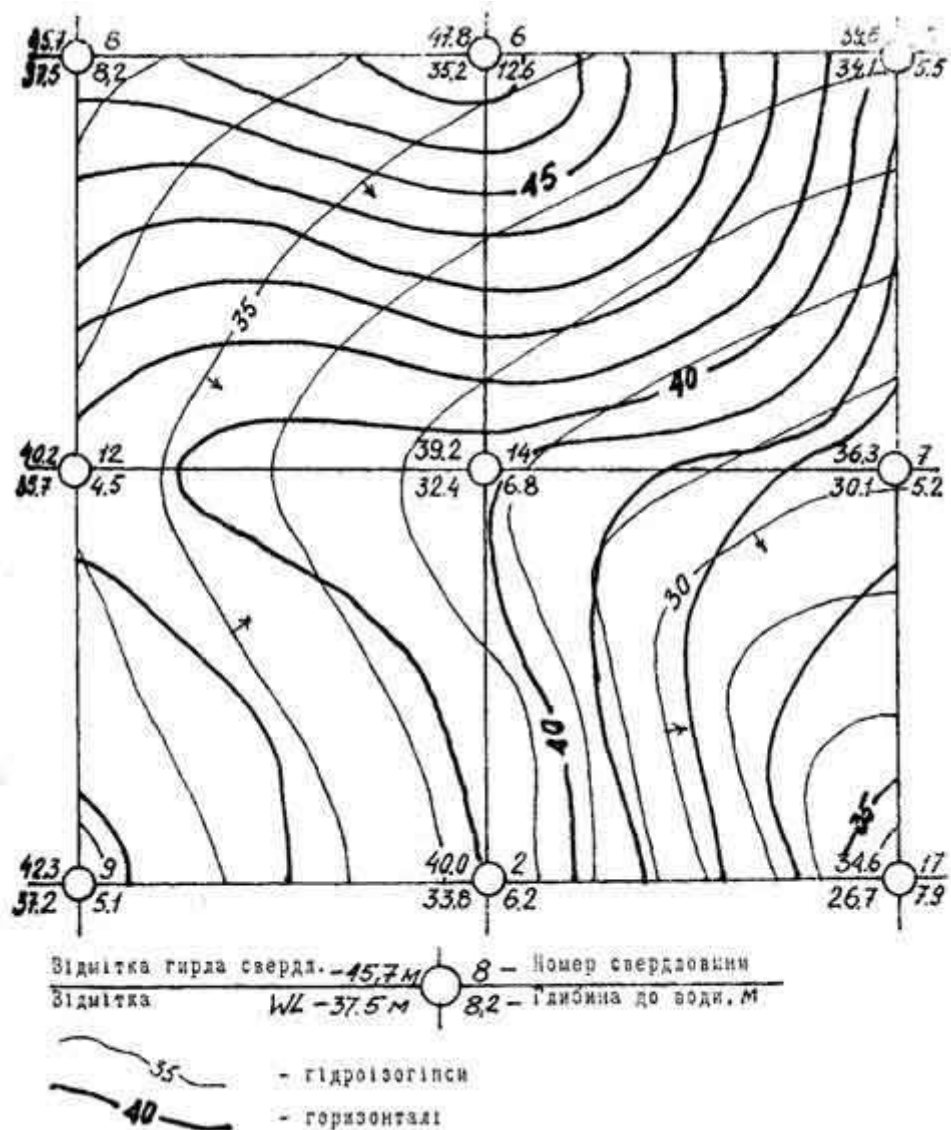 45.7 8 47.8 6
37.5 8,2 35.2 12.6 34.1 5.5
45
35
40
40.2 12 39.2 14 36.3 7
35.7 4.5 32.4 6.8 30.1 5.2
30
40
35
42.3 9 40.0 2 34.6 17
37.2 5.1 33.8 6.2 26.7 7.9
Відмітка гирла свердл. - 45,7 м 8 - Номер свердловини
Відмітка WL - 37.5 м 8,2 - Глибина до води, м
35 - гідроізогіпси
40 - горизонталі